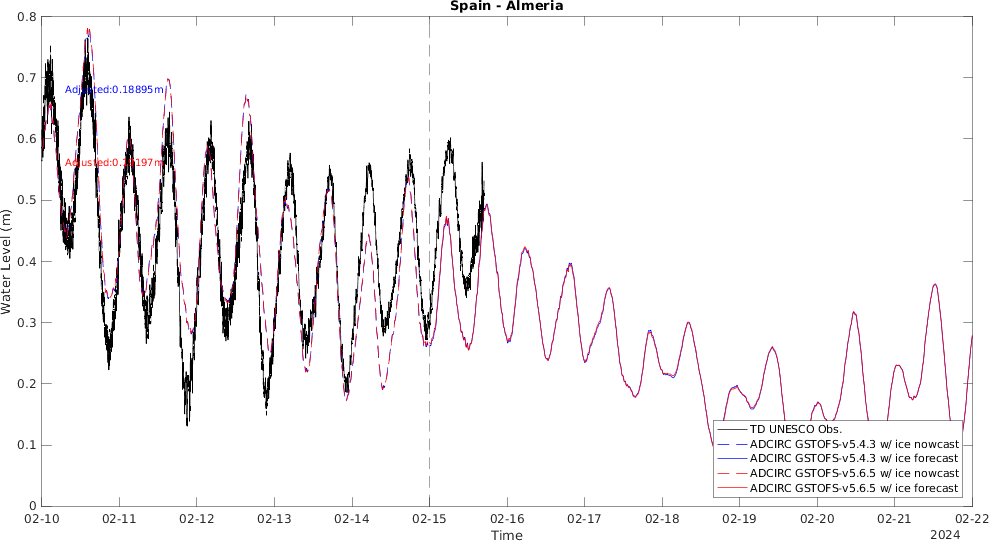 Spain - Almeria
0.8
0.7
0.6
0.5
0.4
0.3
0.2
0.1
0
Water Level (m)
Adjusted:0.18895m
TD UNESCO Obs.
ADCIRC GSTOFS-v5.4.3 w/ ice nowcast
ADCIRC GSTOFS-v5.4.3 w/ ice forecast
ADCIRC GSTOFS-v5.6.5 w/ ice nowcast
ADCIRC GSTOFS-v5.6.5 w/ ice forecast
02-10 02-11 02-12 02-13 02-14 02-15 02-16 02-17 02-18 02-19 02-20 02-21 02-22
Time
2024